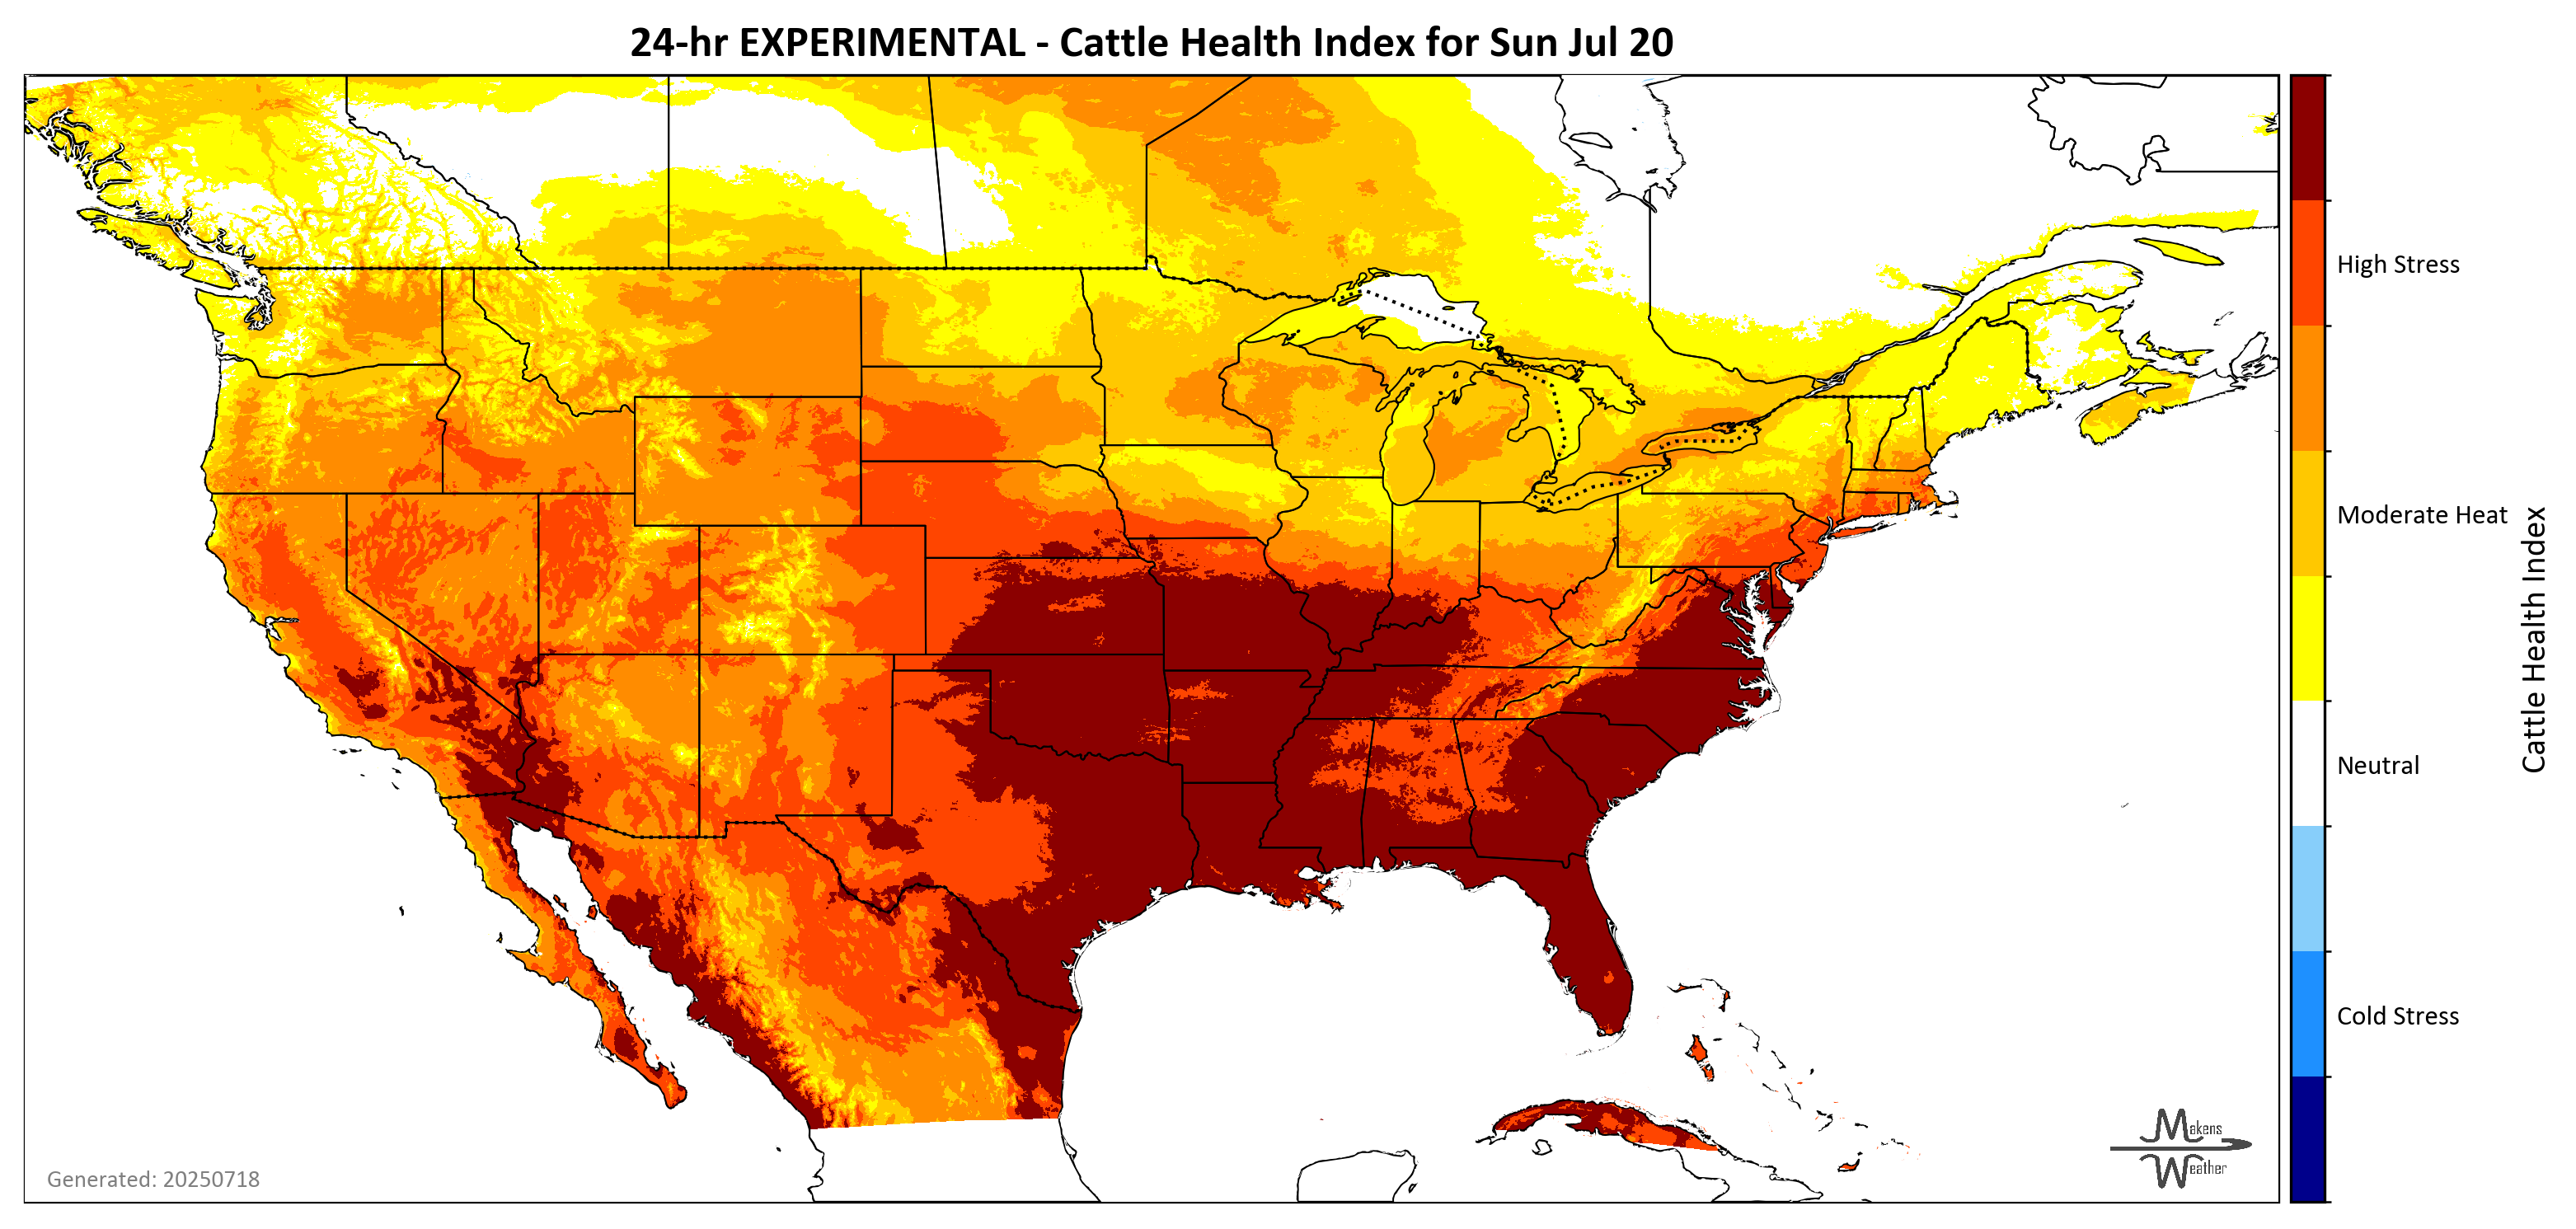 24-hr EXPERIMENTAL - Cattle Health Index for Sun Jul 20
High Stress
Moderate Heat
Neutral
Cold Stress
Cattle Health Index
Generated: 20250718
Makens
Weather